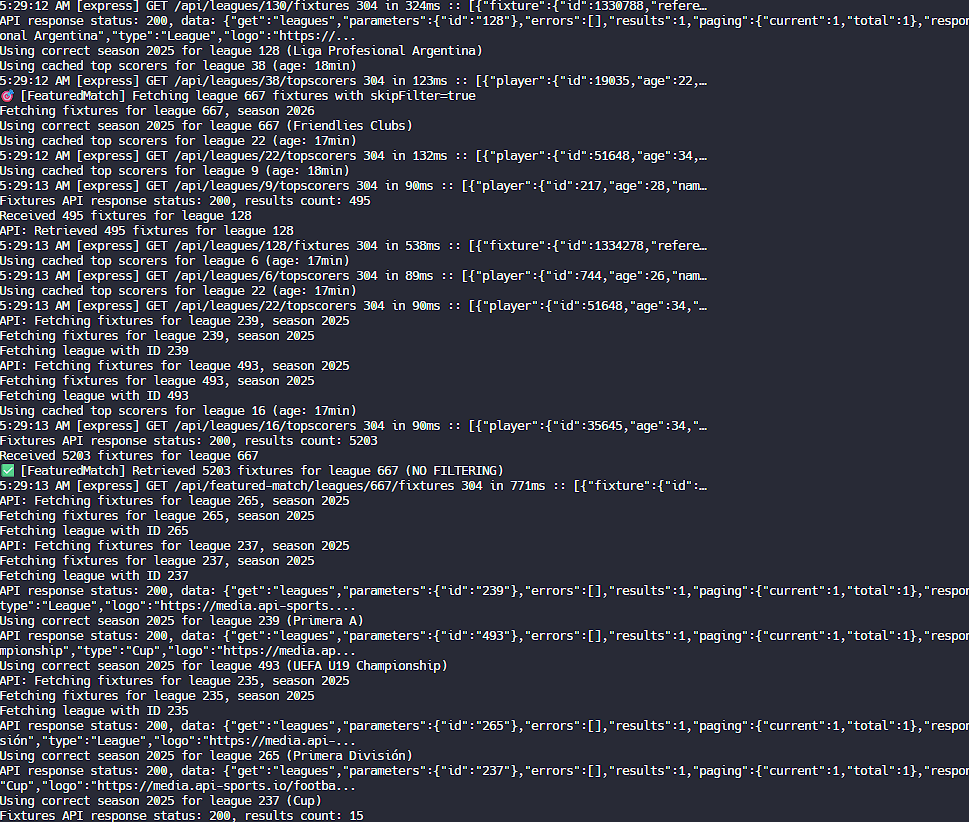 5:29:12 AM [express] GET /api/leagues/130/fixtures 304 in 324ms :: [{"fixture":{"id":1330788,"refere…
API response status: 200, data: {"get":"leagues","parameters":{"id":"128"},"errors":[],"results":1,"paging":{"current":1,"total":1},"respon
onal Argentina","type":"League","logo":"https://...
Using correct season 2025 for league 128 (Liga Profesional Argentina)
Using cached top scorers for league 38 (age: 18min)
5:29:12 AM [express] GET /api/leagues/38/topscorers 304 in 123ms :: [{"player":{"id":19035,"age":22,…
🎯 [FeaturedMatch] Fetching league 667 fixtures with skipFilter=true
Fetching fixtures for league 667, season 2026
Using correct season 2025 for league 667 (Friendlies Clubs)
Using cached top scorers for league 22 (age: 17min)
5:29:12 AM [express] GET /api/leagues/22/topscorers 304 in 132ms :: [{"player":{"id":51648,"age":34,…
Using cached top scorers for league 9 (age: 18min)
5:29:13 AM [express] GET /api/leagues/9/topscorers 304 in 90ms :: [{"player":{"id":217,"age":28,"nam…
Fixtures API response status: 200, results count: 495
Received 495 fixtures for league 128
API: Retrieved 495 fixtures for league 128
5:29:13 AM [express] GET /api/leagues/128/fixtures 304 in 538ms :: [{"fixture":{"id":1334278,"refere…
Using cached top scorers for league 6 (age: 17min)
5:29:13 AM [express] GET /api/leagues/6/topscorers 304 in 89ms :: [{"player":{"id":744,"age":26,"nam…
Using cached top scorers for league 22 (age: 17min)
5:29:13 AM [express] GET /api/leagues/22/topscorers 304 in 90ms :: [{"player":{"id":51648,"age":34,"…
API: Fetching fixtures for league 239, season 2025
Fetching fixtures for league 239, season 2025
Fetching league with ID 239
API: Fetching fixtures for league 493, season 2025
Fetching fixtures for league 493, season 2025
Fetching league with ID 493
Using cached top scorers for league 16 (age: 17min)
5:29:13 AM [express] GET /api/leagues/16/topscorers 304 in 90ms :: [{"player":{"id":35645,"age":34,"…
Fixtures API response status: 200, results count: 5203
Received 5203 fixtures for league 667
✅ [FeaturedMatch] Retrieved 5203 fixtures for league 667 (NO FILTERING)
5:29:13 AM [express] GET /api/featured-match/leagues/667/fixtures 304 in 771ms :: [{"fixture":{"id":…
API: Fetching fixtures for league 265, season 2025
Fetching fixtures for league 265, season 2025
Fetching league with ID 265
API: Fetching fixtures for league 237, season 2025
Fetching fixtures for league 237, season 2025
Fetching league with ID 237
API response status: 200, data: {"get":"leagues","parameters":{"id":"239"},"errors":[],"results":1,"paging":{"current":1,"total":1},"respon
type":"League","logo":"https://media.api-sports....
Using correct season 2025 for league 239 (Primera A)
API response status: 200, data: {"get":"leagues","parameters":{"id":"493"},"errors":[],"results":1,"paging":{"current":1,"total":1},"respon
mpionship","type":"Cup","logo":"https://media.ap...
Using correct season 2025 for league 493 (UEFA U19 Championship)
API: Fetching fixtures for league 235, season 2025
Fetching fixtures for league 235, season 2025
Fetching league with ID 235
API response status: 200, data: {"get":"leagues","parameters":{"id":"265"},"errors":[],"results":1,"paging":{"current":1,"total":1},"respon
sión","type":"League","logo":"https://media.api-...
Using correct season 2025 for league 265 (Primera División)
API response status: 200, data: {"get":"leagues","parameters":{"id":"237"},"errors":[],"results":1,"paging":{"current":1,"total":1},"respon
"Cup","logo":"https://media.api-sports.io/footba...
Using correct season 2025 for league 237 (Cup)
Fixtures API response status: 200, results count: 15